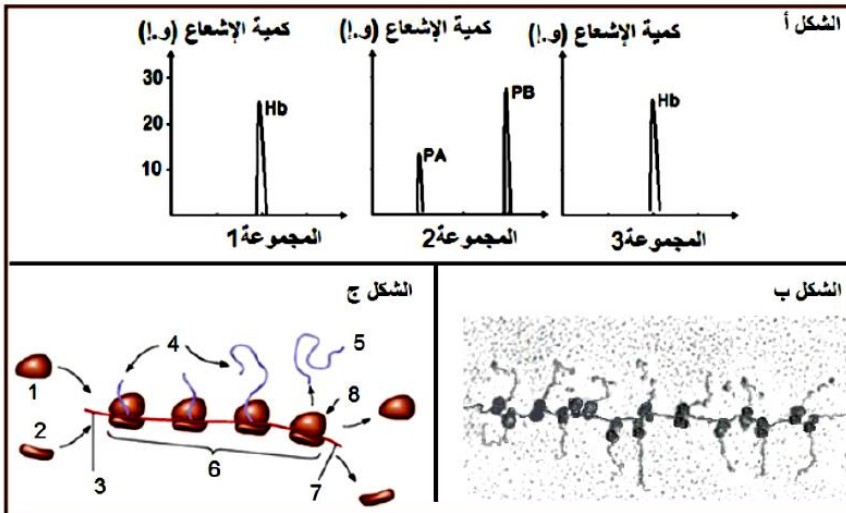 الشكل أ
كمية الإشعاع (و.إ)
30
20
10
Hb
المجموعة1
كمية الإشعاع (و.إ)
PA
PB
المجموعة2
كمية الإشعاع (و.إ)
Hb
المجموعة3
الشكل ب
الشكل ج
1
2
3
4
5
6
7
8